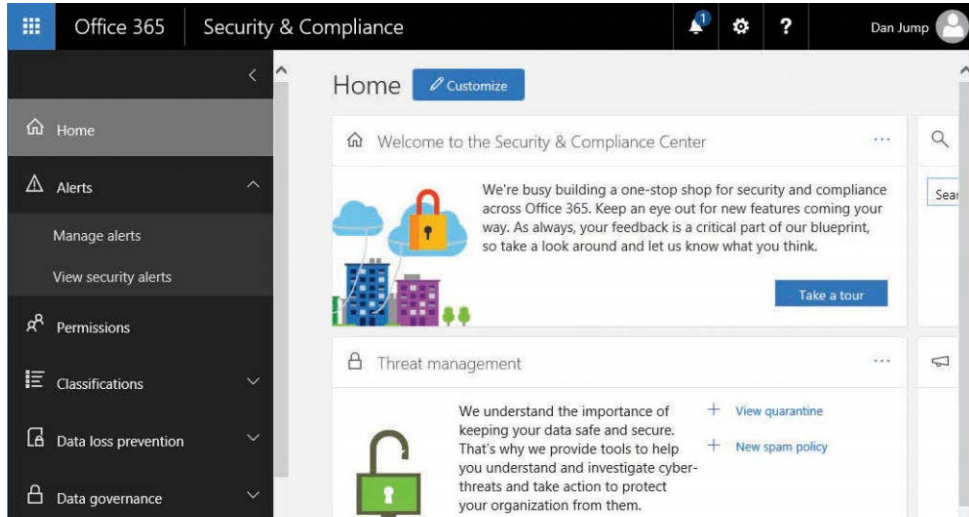 Office 365
Security & Compliance
1
?
Dan Jump
Home
Alerts
Manage alerts
View security alerts
Permissions
Classifications
Data loss prevention
Data governance
Home
Customize
Welcome to the Security & Compliance Center
...
We're busy building a one-stop shop for security and compliance
across Office 365. Keep an eye out for new features coming your
way. As always, your feedback is a critical part of our blueprint,
so take a look around and let us know what you think.
Take a tour
Threat management
...
We understand the importance of
keeping your data safe and secure.
That's why we provide tools to help
you understand and investigate cyber-
threats and take action to protect
your organization from them.
View quarantine
New spam policy